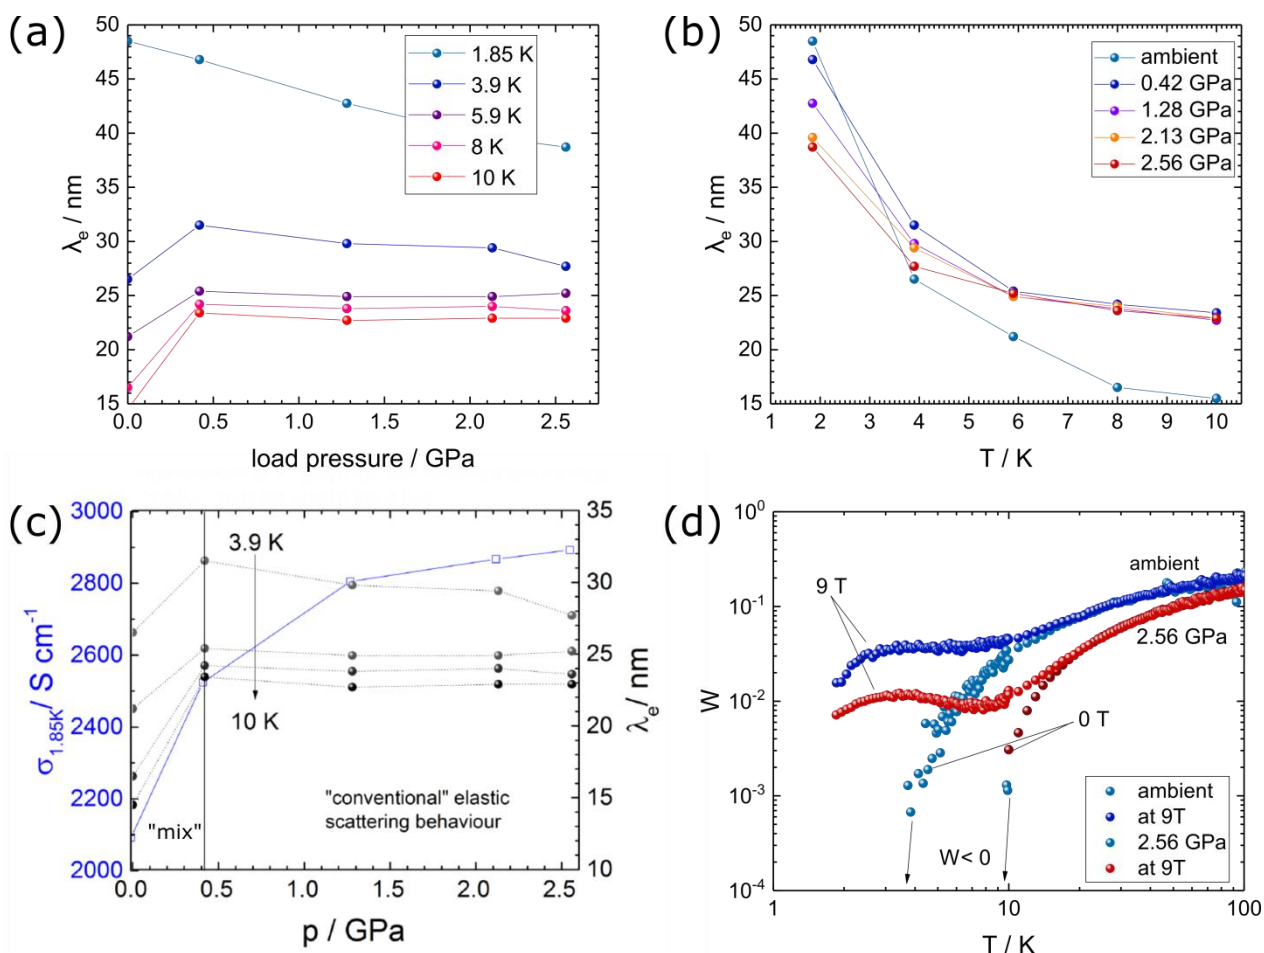 (a)
50
45
40
35
30
25
20
15
λe / nm
0.0 0.5 1.0 1.5 2.0 2.5
load pressure / GPa
1.85 K
3.9 K
5.9 K
8 K
10 K
(b)
50
45
40
35
30
25
20
15
λe / nm
1 2 3 4 5 6 7 8 9 10
T / K
ambient
0.42 GPa
1.28 GPa
2.13 GPa
2.56 GPa
(c)
3000
2800
2600
2400
2200
2000
σ1.85K/ S cm-1
35
30
25
20
15
10
λe/ nm
3.9 K
10 K
"mix"
"conventional" elastic
scattering behaviour
0.0 0.5 1.0 1.5 2.0 2.5
p / GPa
(d)
100
10-1
10-2
10-3
10-4
W
ambient
9 T
2.56 GPa
0 T
W< 0
ambient
at 9T
2.56 GPa
at 9T
1 10 100
T / K